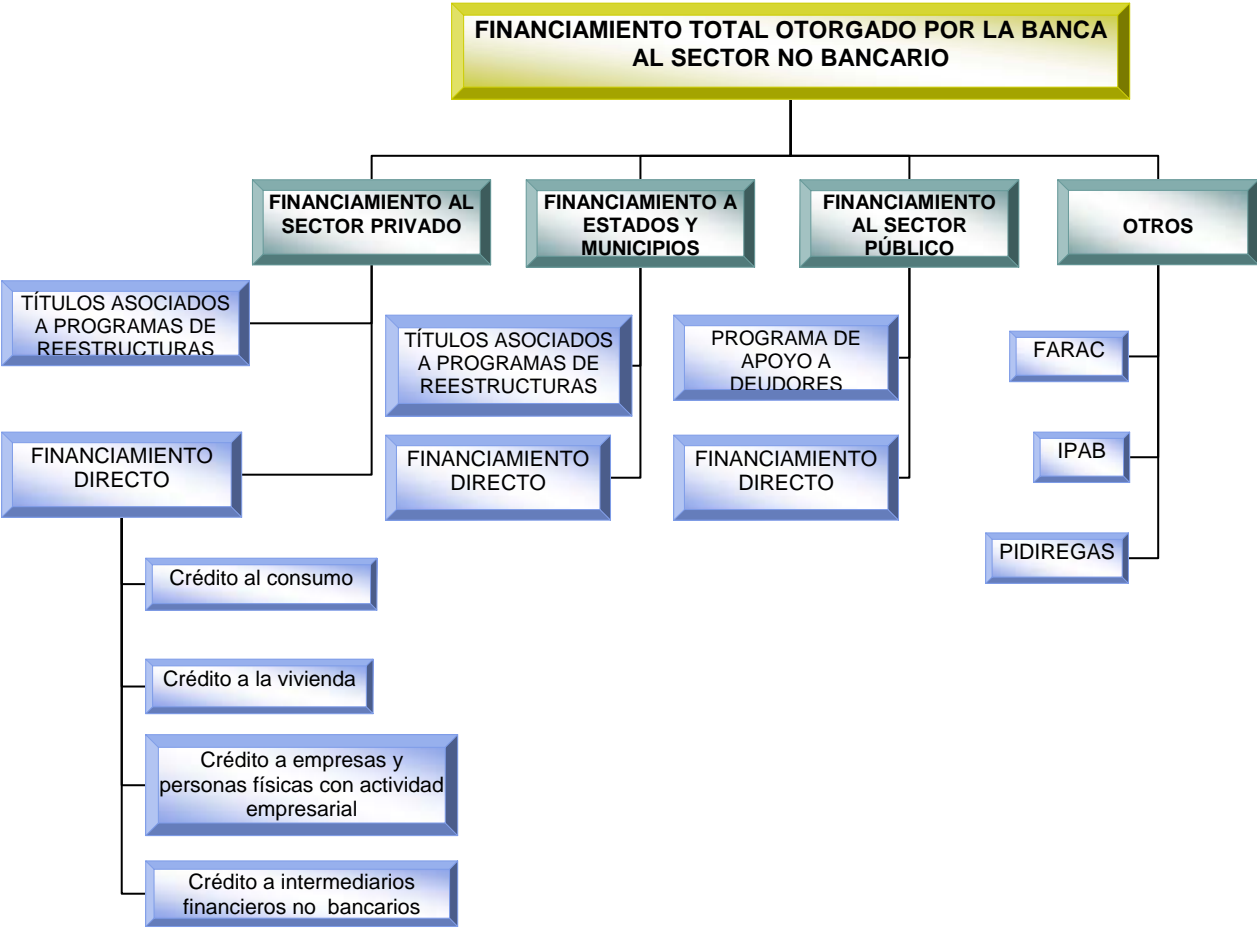 FINANCIAMIENTO TOTAL OTORGADO POR LA BANCA
AL SECTOR NO BANCARIO
FINANCIAMIENTO AL
SECTOR PRIVADO
FINANCIAMIENTO A
ESTADOS Y
MUNICIPIOS
FINANCIAMIENTO
AL SECTOR
PÚBLICO
OTROS
TÍTULOS ASOCIADOS
A PROGRAMAS DE
REESTRUCTURAS
TÍTULOS ASOCIADOS
A PROGRAMAS DE
REESTRUCTURAS
PROGRAMA DE
APOYO A
DEUDORES
FARAC
FINANCIAMIENTO
DIRECTO
FINANCIAMIENTO
DIRECTO
FINANCIAMIENTO
DIRECTO
IPAB
PIDIREGAS
Crédito al consumo
Crédito a la vivienda
Crédito a empresas y
personas físicas con actividad
empresarial
Crédito a intermediarios
financieros no  bancarios